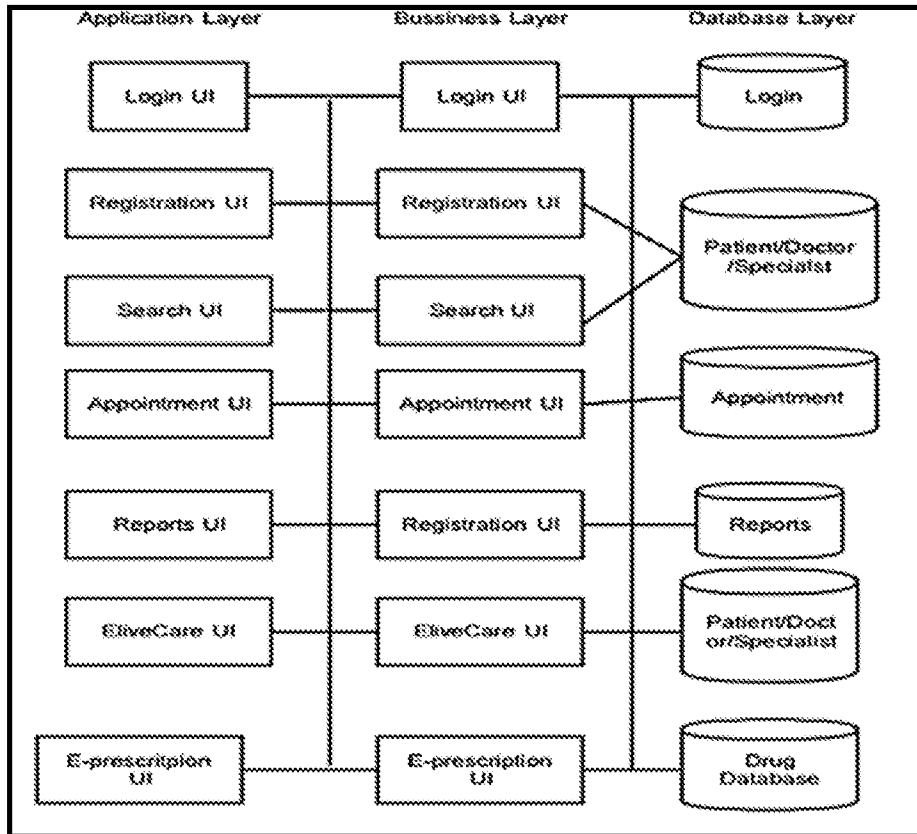 Application Layer
Bussiness Layer
Database Layer
Login UI
Login UI
Login
Registration UI
Registration UI
Patient/Doctor
/Specialst
Search UI
Search UI
Appointment UI
Appointment UI
Appointment
Reports UI
Registration UI
Reports
EliveCare UI
EliveCare UI
Patient/Doct
or/Specialist
E-prescritpion
UI
E-prescription
UI
Drug
Database